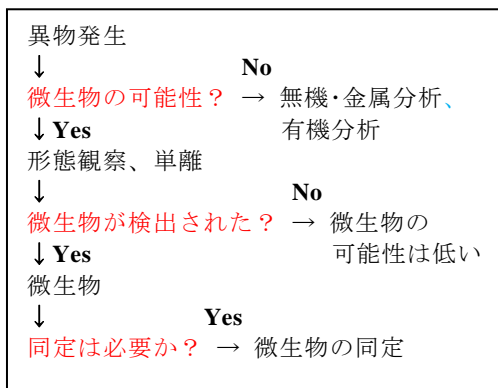 異物発生
↓ No
微生物の可能性？ → 無機・金属分析、
↓ Yes 有機分析
形態観察、単離
↓ No
微生物が検出された？ → 微生物の
↓ Yes 可能性は低い
微生物
↓ Yes
同定は必要か？ → 微生物の同定